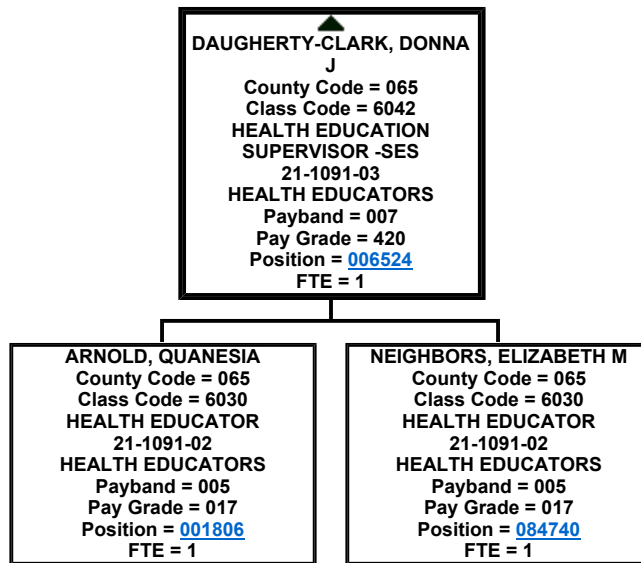 DAUGHERTY-CLARK, DONNA
J
County Code = 065
Class Code = 6042
HEALTH EDUCATION
SUPERVISOR -SES
21-1091-03
HEALTH EDUCATORS
Payband = 007
Pay Grade = 420
Position = 006524
FTE = 1
ARNOLD, QUANESIA
County Code = 065
Class Code = 6030
HEALTH EDUCATOR
21-1091-02
HEALTH EDUCATORS
Payband = 005
Pay Grade = 017
Position = 001806
FTE = 1
NEIGHBORS, ELIZABETH M
County Code = 065
Class Code = 6030
HEALTH EDUCATOR
21-1091-02
HEALTH EDUCATORS
Payband = 005
Pay Grade = 017
Position = 084740
FTE = 1